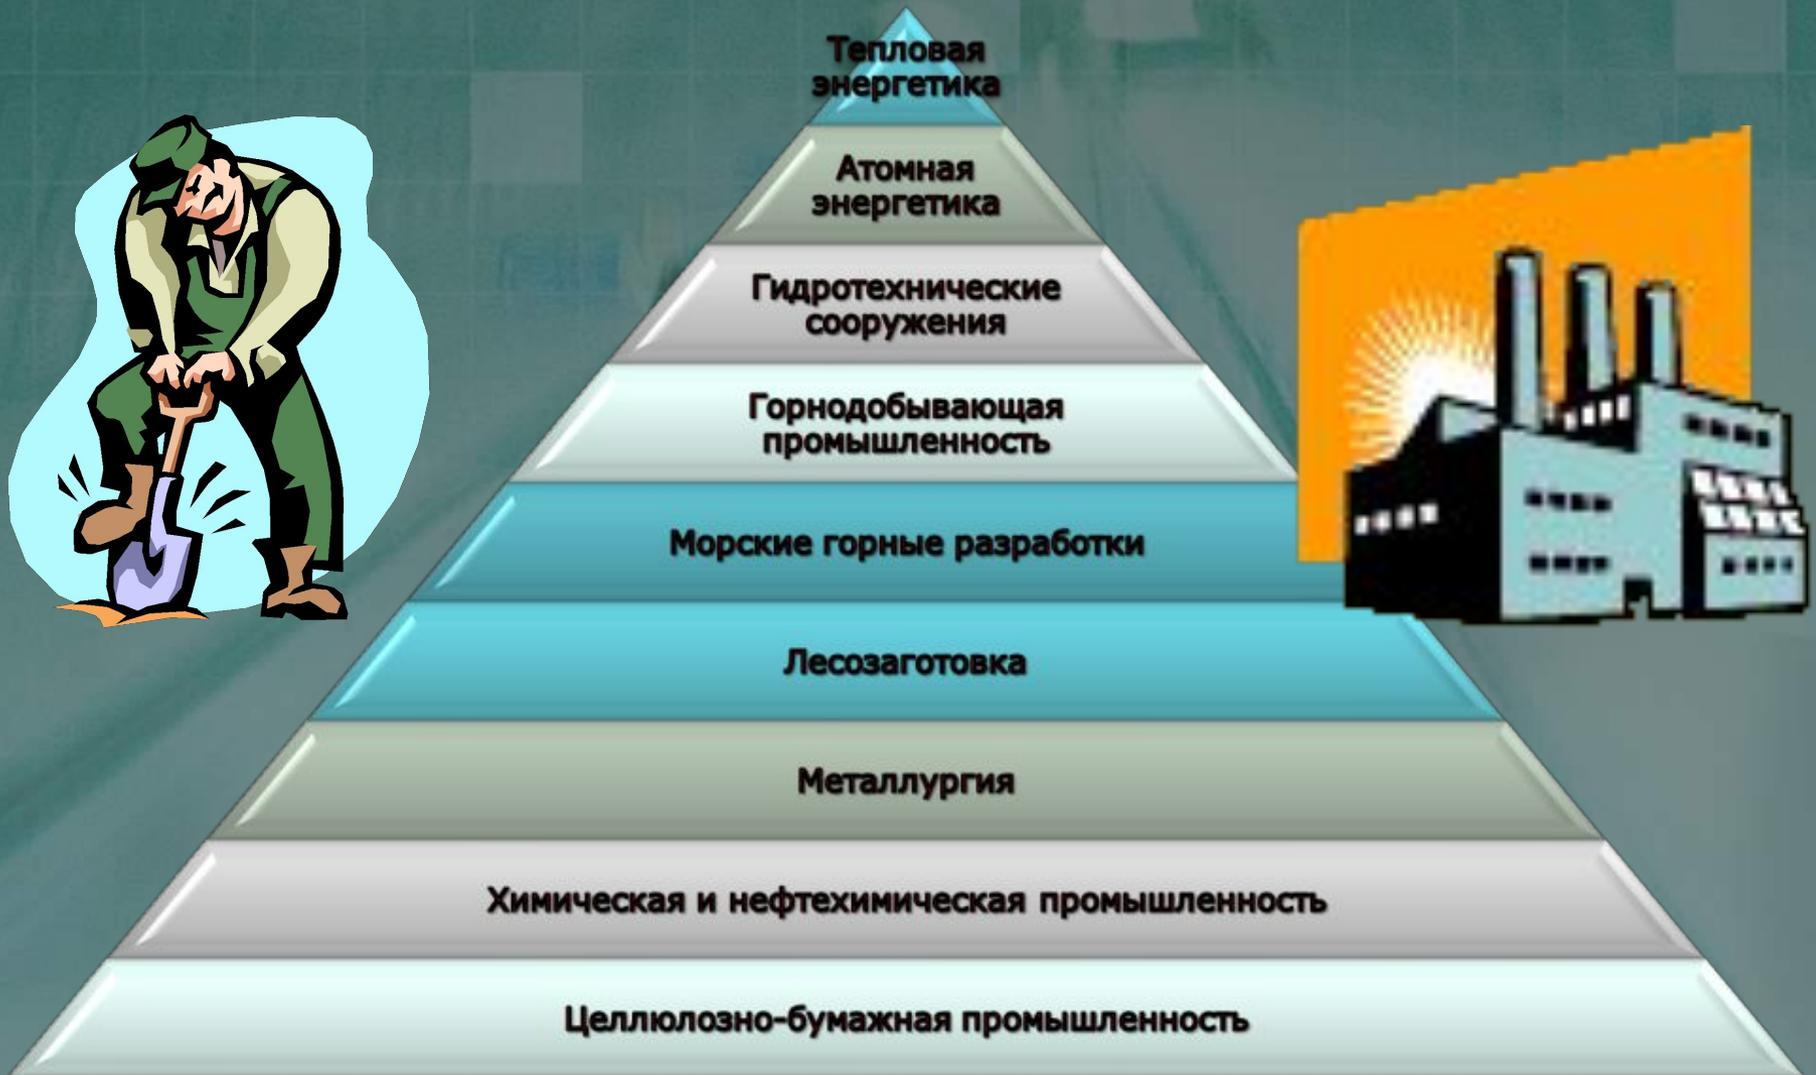 Тепловая
энергетика
Атомная
энергетика
Гидротехнические
сооружения
Горнодобывающая
промышленность
Морские горные разработки
Лесозаготовка
Металлургия
Химическая и нефтехимическая промышленность
Целлюлозно-бумажная промышленность